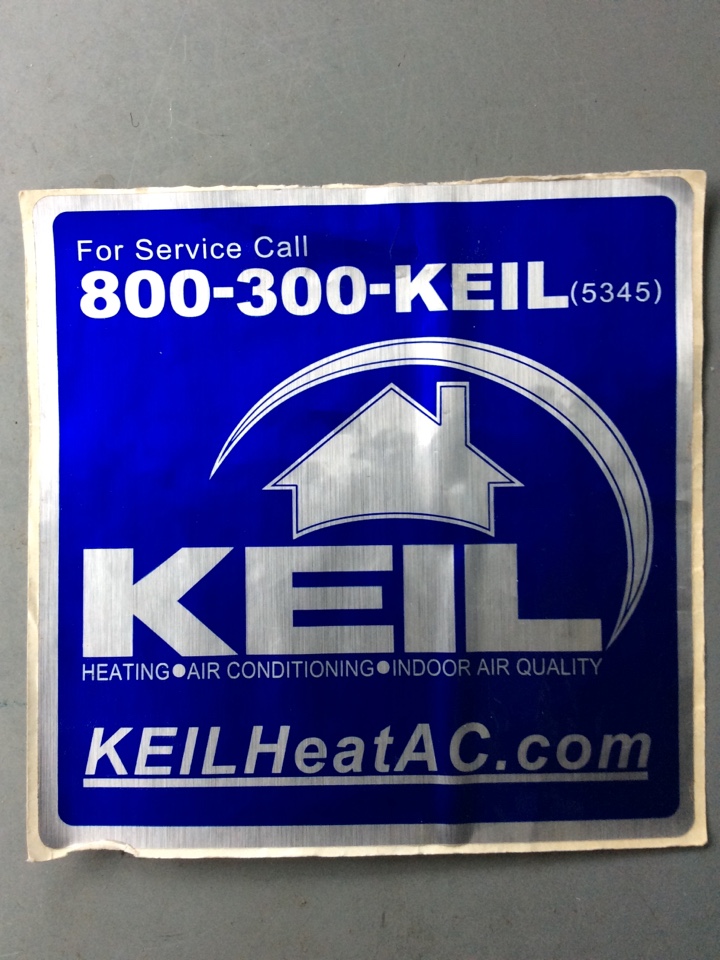 For Service Call
800-300-KEIL (5345)
KEIL
HEATING●AIR CONDITIONING●INDOOR AIR QUALITY
KEILHeatAC.com